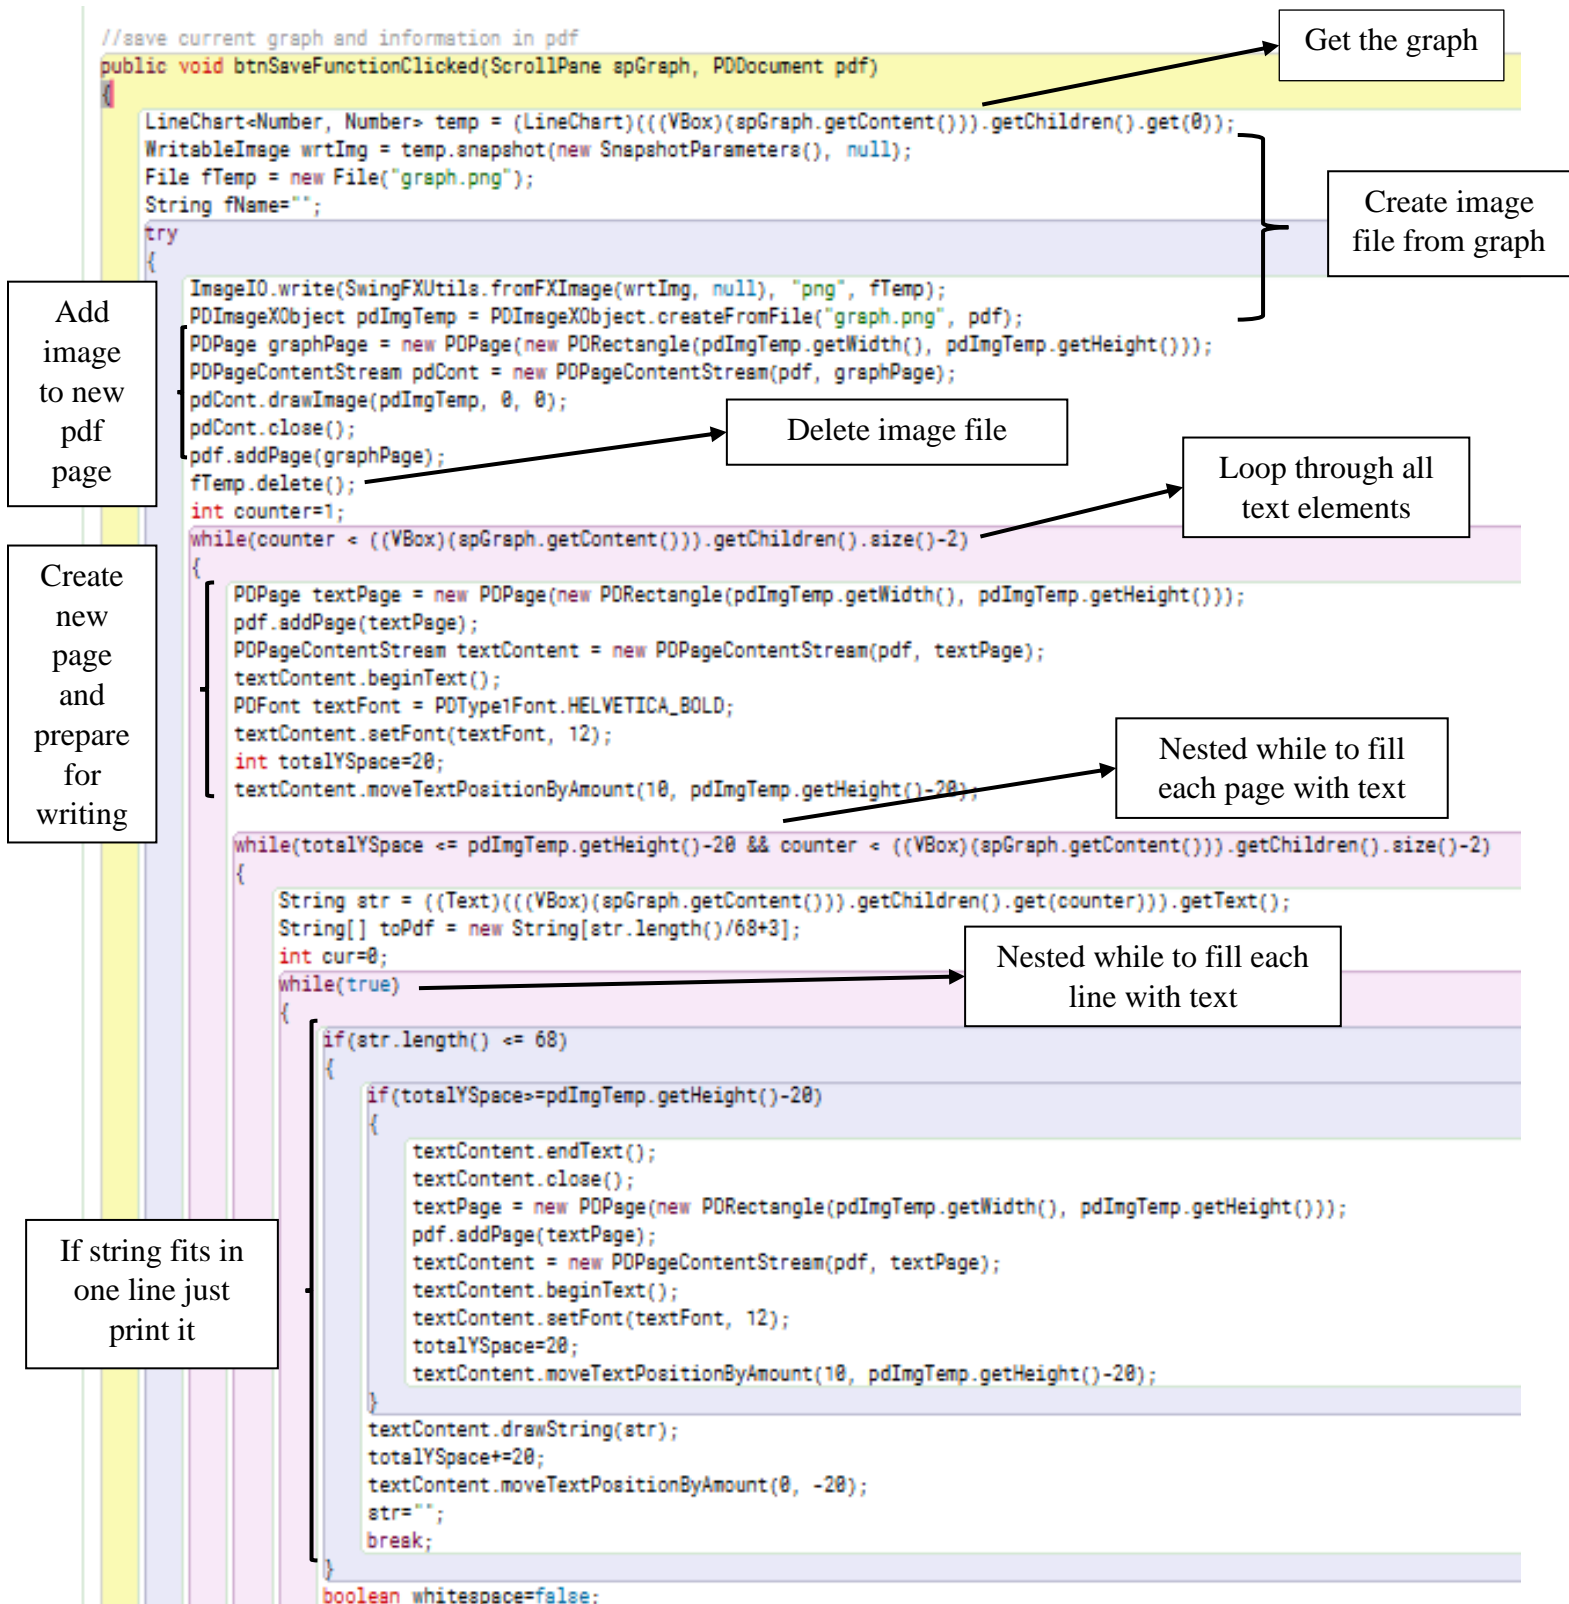 //save current graph and information in pdf
Get the graph
public void btnSaveFunctionClicked(ScrollPane spGraph, PDDocument pdf)
{
LineChart<Number, Number> temp = (LineChart)(((VBox)(spGraph.getContent())).getChildren().get(0));
WritableImage wrtImg = temp.snapshot(new SnapshotParameters(), null);
File fTemp = new File("graph.png");
String fName="";
Create image
file from graph
try
{
ImageIO.write(SwingFXUtils.fromFXImage(wrtImg, null), "png", fTemp);
PDImageXObject pdImgTemp = PDImageXObject.createFromFile("graph.png", pdf);
Add
image
to new
pdf
page
PDPage graphPage = new PDPage(new PDRectangle(pdImgTemp.getWidth(), pdImgTemp.getHeight()));
PDPageContentStream pdCont = new PDPageContentStream(pdf, graphPage);
pdCont.drawImage(pdImgTemp, 0, 0);
pdCont.close();
pdf.addPage(graphPage);
Delete image file
fTemp.delete();
int counter=1;
Loop through all
text elements
while(counter < ((VBox)(spGraph.getContent())).getChildren().size()-2)
{
Create
new
page
and
prepare
for
writing
PDPage textPage = new PDPage(new PDRectangle(pdImgTemp.getWidth(), pdImgTemp.getHeight()));
pdf.addPage(textPage);
PDPageContentStream textContent = new PDPageContentStream(pdf, textPage);
textContent.beginText();
PDFont textFont = PDType1Font.HELVETICA_BOLD;
textContent.setFont(textFont, 12);
int totalYSpace=20;
textContent.moveTextPositionByAmount(10, pdImgTemp.getHeight()-20);
Nested while to fill
each page with text
while(totalYSpace <= pdImgTemp.getHeight()-20 && counter < ((VBox)(spGraph.getContent())).getChildren().size()-2)
{
String str = ((Text)(((VBox)(spGraph.getContent())).getChildren().get(counter))).getText();
String[] toPdf = new String[str.length()/68+3];
int cur=0;
Nested while to fill each
line with text
while(true)
{
if(str.length() <= 68)
{
if(totalYSpace>=pdImgTemp.getHeight()-20)
{
textContent.endText();
textContent.close();
textPage = new PDPage(new PDRectangle(pdImgTemp.getWidth(), pdImgTemp.getHeight()));
pdf.addPage(textPage);
textContent = new PDPageContentStream(pdf, textPage);
textContent.beginText();
textContent.setFont(textFont, 12);
totalYSpace=20;
textContent.moveTextPositionByAmount(10, pdImgTemp.getHeight()-20);
}
If string fits in
one line just
print it
textContent.drawString(str);
totalYSpace+=20;
textContent.moveTextPositionByAmount(0, -20);
str="";
break;
}
boolean whitespace=false;